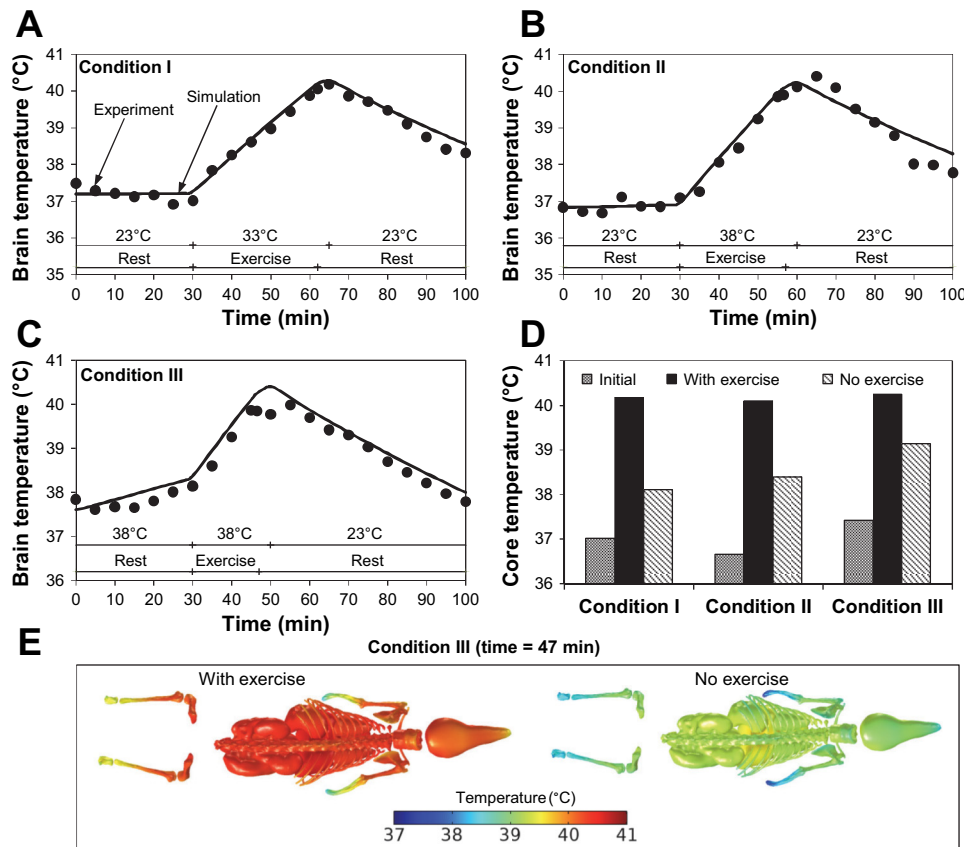 A
Brain temperature (°C)
41
40
39
38
37
36
35
Condition I
Experiment
Simulation
23°C 33°C 23°C
Rest Exercise Rest
0 10 20 30 40 50 60 70 80 90 100
Time (min)
B
Brain temperature (°C)
41
40
39
38
37
36
35
Condition II
23°C 38°C 23°C
Rest Exercise Rest
0 10 20 30 40 50 60 70 80 90 100
Time (min)
C
Brain temperature (°C)
41
40
39
38
37
36
Condition III
38°C 38°C 23°C
Rest Exercise Rest
0 10 20 30 40 50 60 70 80 90 100
Time (min)
D
Core temperature (°C)
41
40
39
38
37
36
Initial With exercise No exercise
Condition I Condition II Condition III
E
Condition III (time = 47 min)
With exercise No exercise
Temperature (°C)
37 38 39 40 41